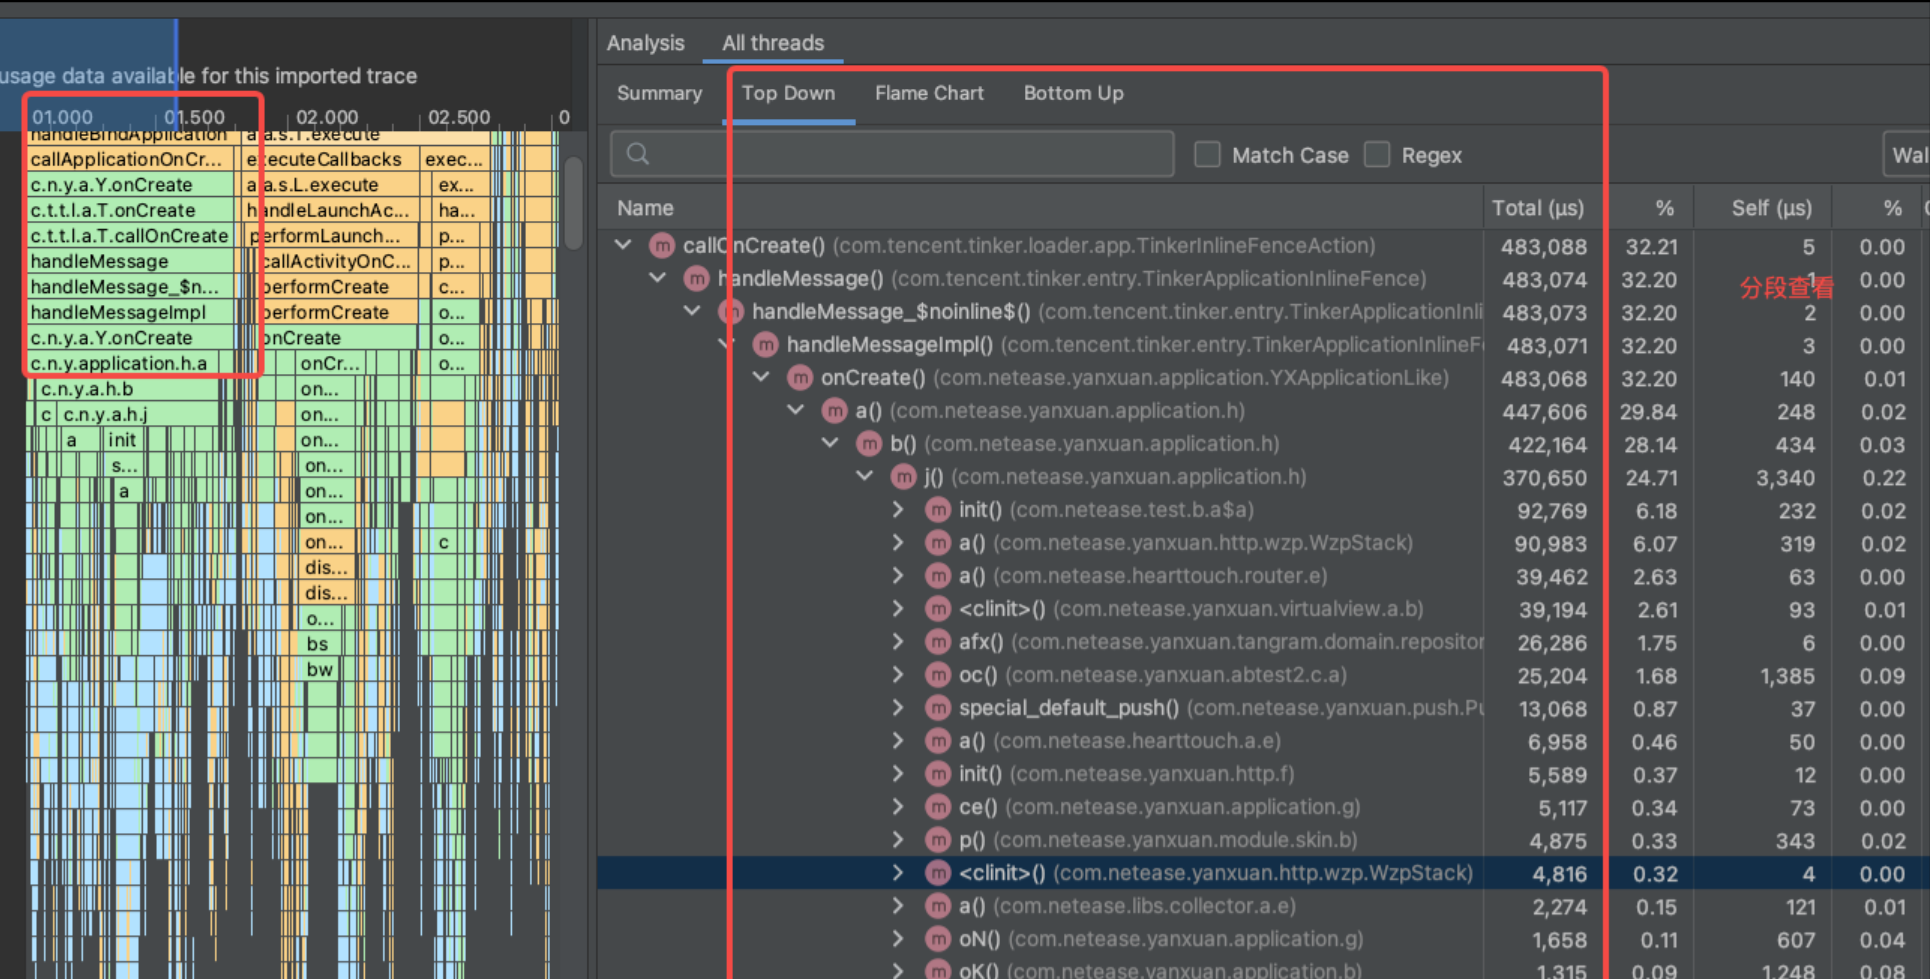 Analysis All threads
usage data available for this imported trace
Summary Top Down Flame Chart Bottom Up
01.000 01.500 02.000 02.500 0
handleBindApplication a.a.s.T.execute
Match Case Regex Wal
callApplicationOnCr... executeCallbacks exec...
c.n.y.a.Y.onCreate a.a.s.L.execute ex...
c.t.t.l.a.T.onCreate handleLaunchAc... ha...
c.t.t.l.a.T.callOnCreate performLaunch... p...
handleMessage callActivityOnC... p...
handleMessage_$n... performCreate c...
handleMessageImpl performCreate o...
c.n.y.a.Y.onCreate onCreate o...
c.n.y.application.h.a onCr... o...
c.n.y.a.h.b on...
c c.n.y.a.h.j on...
a init on...
s... on...
a on...
on...
on... c
dis...
dis...
o...
bs
bw
Name Total (μs) % Self (μs) %
callOnCreate() (com.tencent.tinker.loader.app.TinkerInlineFenceAction) 483,088 32.21 5 0.00
handleMessage() (com.tencent.tinker.entry.TinkerApplicationInlineFence) 483,074 32.20 1 0.00
分段查看
handleMessage_$noinline$() (com.tencent.tinker.entry.TinkerApplicationInli 483,073 32.20 2 0.00
handleMessageImpl() (com.tencent.tinker.entry.TinkerApplicationInlineF 483,071 32.20 3 0.00
onCreate() (com.netease.yanxuan.application.YXApplicationLike) 483,068 32.20 140 0.01
a() (com.netease.yanxuan.application.h) 447,606 29.84 248 0.02
b() (com.netease.yanxuan.application.h) 422,164 28.14 434 0.03
j() (com.netease.yanxuan.application.h) 370,650 24.71 3,340 0.22
init() (com.netease.test.b.a$a) 92,769 6.18 232 0.02
a() (com.netease.yanxuan.http.wzp.WzpStack) 90,983 6.07 319 0.02
a() (com.netease.hearttouch.router.e) 39,462 2.63 63 0.00
<clinit>() (com.netease.yanxuan.virtualview.a.b) 39,194 2.61 93 0.01
afx() (com.netease.yanxuan.tangram.domain.repositor 26,286 1.75 6 0.00
oc() (com.netease.yanxuan.abtest2.c.a) 25,204 1.68 1,385 0.09
special_default_push() (com.netease.yanxuan.push.Pu 13,068 0.87 37 0.00
a() (com.netease.hearttouch.a.e) 6,958 0.46 50 0.00
init() (com.netease.yanxuan.http.f) 5,589 0.37 12 0.00
ce() (com.netease.yanxuan.application.g) 5,117 0.34 73 0.00
p() (com.netease.yanxuan.module.skin.b) 4,875 0.33 343 0.02
<clinit>() (com.netease.yanxuan.http.wzp.WzpStack) 4,816 0.32 4 0.00
a() (com.netease.libs.collector.a.e) 2,274 0.15 121 0.01
oN() (com.netease.yanxuan.application.g) 1,658 0.11 607 0.04
oK() (com.netease.yanxuan.application.b) 1,315 0.09 1,248 0.08